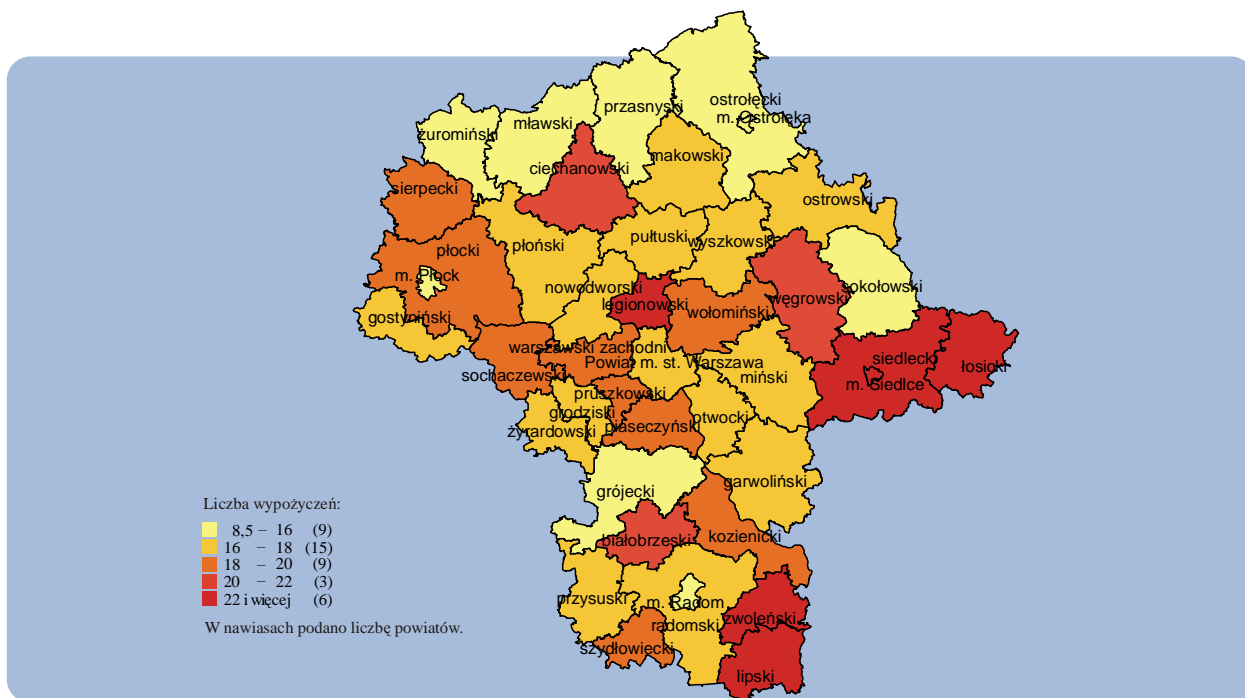 ostrołęcki
m. Ostrołęka
przasnyski
mławski
żuromiński
makowski
ciechanowski
sierpecki
ostrowski
płocki
płoński
pułtuski
wyszkowski
m. Płock
nowodworski
legionowski
węgrowski
sokołowski
gostyniński
wołomiński
warszawski zachodni
Powiat
m. st. Warszawa
siedlecki
łosicki
sochaczewski
miński
m. Siedlce
pruszkowski
grodziski
otwocki
żyrardowski
piaseczyński
garwoliński
grójecki
białobrzeski
kozienicki
przysuski
m. Radom
zwoleński
radomski
szydłowiecki
lipski
Liczba wypożyczeń:
8,5 – 16 (9)
16 – 18 (15)
18 – 20 (9)
20 – 22 (3)
22 i więcej (6)
W nawiasach podano liczbę powiatów.